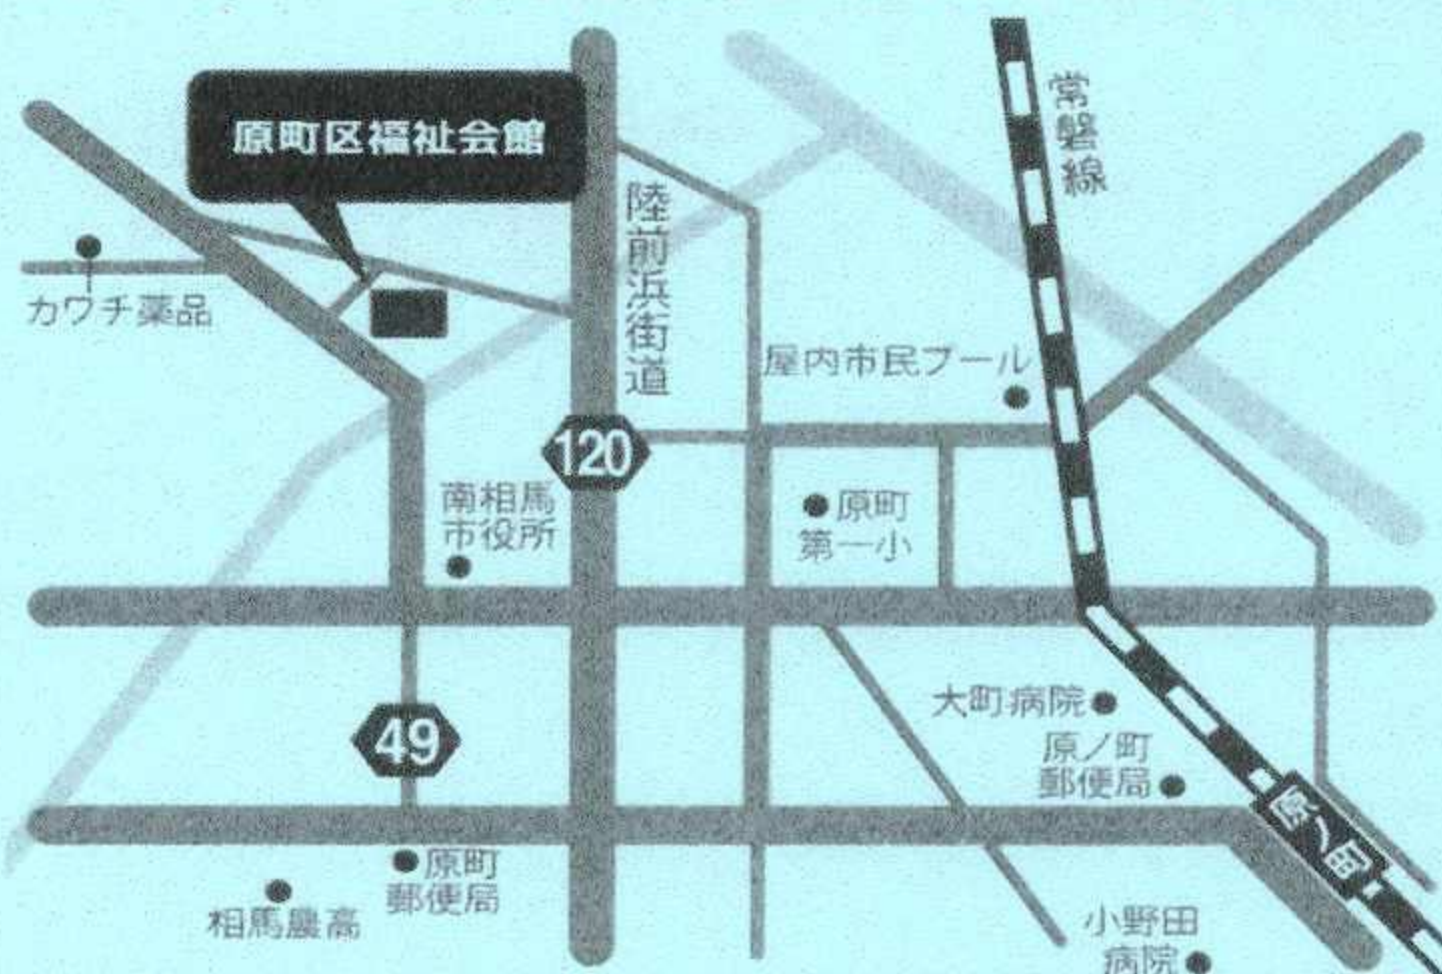 原町区福祉会館
常磐線
陸前浜街道
カワチ薬品
屋内市民プール
120
南相馬
市役所
原町
第一小
49
大町病院
原ノ町
郵便局
原ノ町
原町
郵便局
相馬農高
小野田
病院